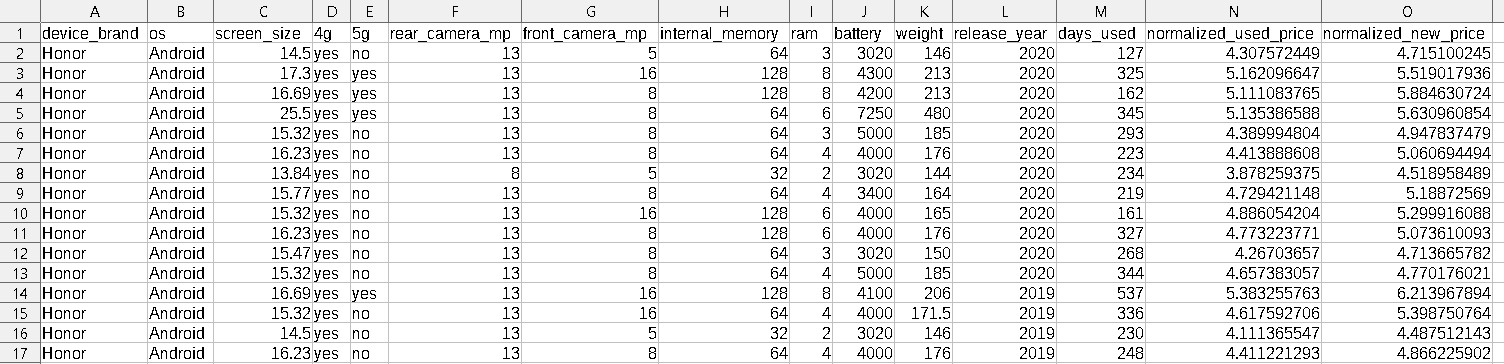 A B C D E F G H I J K L M N O
1 device_brand os screen_size 4g 5g rear_camera_mp front_camera_mp internal_memory ram battery weight release_year days_used normalized_used_price normalized_new_price
2 Honor Android 14.5 yes no 13 5 64 3 3020 146 2020 127 4.307572449 4.715100245
3 Honor Android 17.3 yes yes 13 16 128 8 4300 213 2020 325 5.162096647 5.519017936
4 Honor Android 16.69 yes yes 13 8 128 8 4200 213 2020 162 5.111083765 5.884630724
5 Honor Android 25.5 yes yes 13 8 64 6 7250 480 2020 345 5.135386588 5.630960854
6 Honor Android 15.32 yes no 13 8 64 3 5000 185 2020 293 4.389994804 4.947837479
7 Honor Android 16.23 yes no 13 8 64 4 4000 176 2020 223 4.413888608 5.060694494
8 Honor Android 13.84 yes no 8 5 32 2 3020 144 2020 234 3.878259375 4.518958489
9 Honor Android 15.77 yes no 13 8 64 4 3400 164 2020 219 4.729421148 5.18872569
10 Honor Android 15.32 yes no 13 16 128 6 4000 165 2020 161 4.886054204 5.299916088
11 Honor Android 16.23 yes no 13 8 128 6 4000 176 2020 327 4.773223771 5.073610093
12 Honor Android 15.47 yes no 13 8 64 3 3020 150 2020 268 4.26703657 4.713665782
13 Honor Android 15.32 yes no 13 8 64 4 5000 185 2020 344 4.657383057 4.770176021
14 Honor Android 16.69 yes yes 13 16 128 8 4100 206 2019 537 5.383255763 6.213967894
15 Honor Android 15.32 yes no 13 16 64 4 4000 171.5 2019 336 4.617592706 5.398750764
16 Honor Android 14.5 yes no 13 5 32 2 3020 146 2019 230 4.111365547 4.487512143
17 Honor Android 16.23 yes no 13 8 64 4 4000 176 2019 248 4.411221293 4.866225902